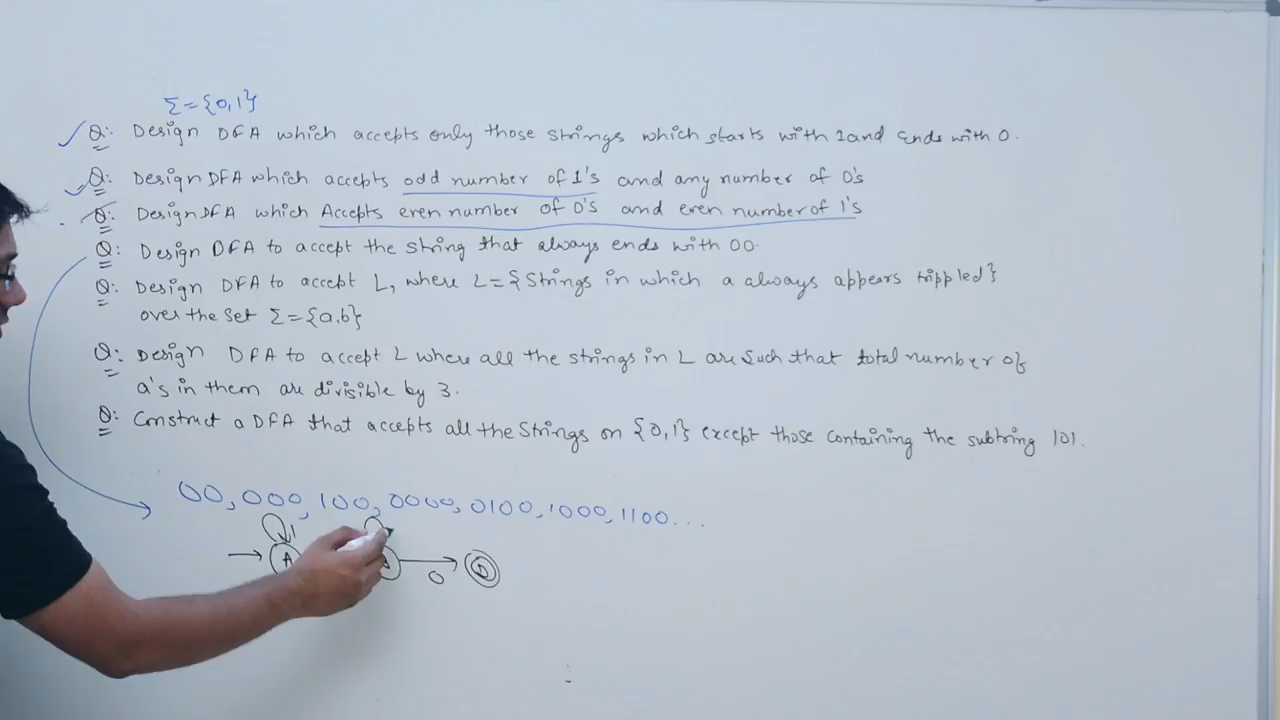 Σ={0,1}
Q: Design DFA which accepts only those strings which starts with 1 and Ends with 0.
Q: Design DFA which accepts odd number of 1's and any number of 0's
Q: Design DFA which Accepts even number of 0's and even number of 1's
Q: Design DFA to accept the string that always ends with 00.
Q: Design DFA to accept L, where L={Strings in which a always appears trippled}
over the set Σ={a,b}
Q: Design DFA to accept L where all the strings in L are such that total number of
a's in them are divisible by 3.
Q: Construct a DFA that accepts all the Strings on {0,1} except those containing the substring 101.
00,000,100,0000,0100,1000,1100...
1
A
0